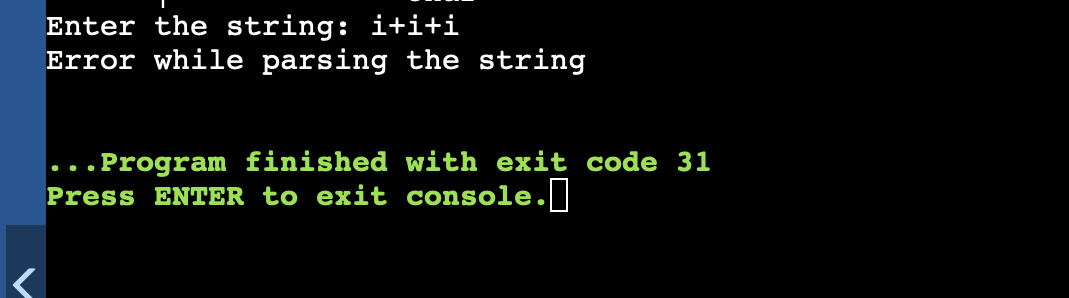 Enter the string: i+i+i
Error while parsing the string
...Program finished with exit code 31
Press ENTER to exit console.